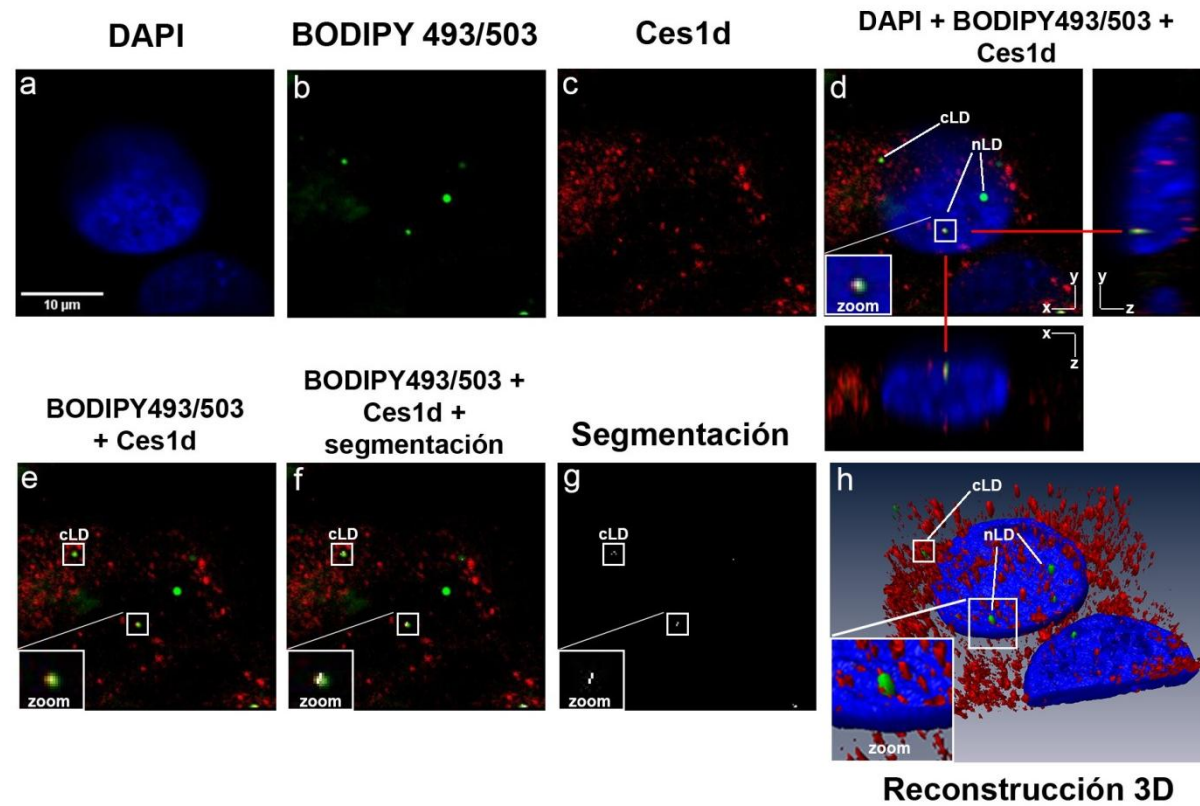 DAPI
BODIPY 493/503
Ces1d
DAPI + BODIPY493/503 +
Ces1d
a
10 µm
b
c
d
cLD
nLD
zoom
y
x
y
z
x
z
BODIPY493/503
+ Ces1d
BODIPY493/503 +
Ces1d +
segmentación
Segmentación
e
cLD
zoom
f
cLD
zoom
g
cLD
zoom
h
cLD
nLD
zoom
Reconstrucción 3D